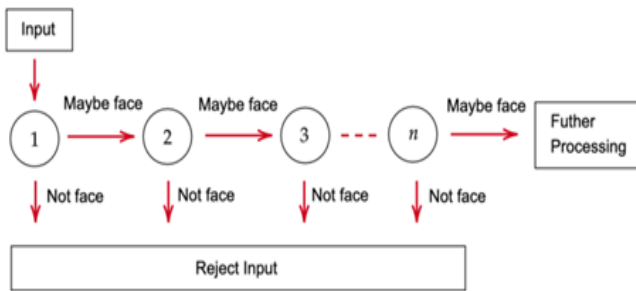 Input
Maybe face
Maybe face
Maybe face
1
2
3
n
Futher
Processing
Not face
Not face
Not face
Not face
Reject Input